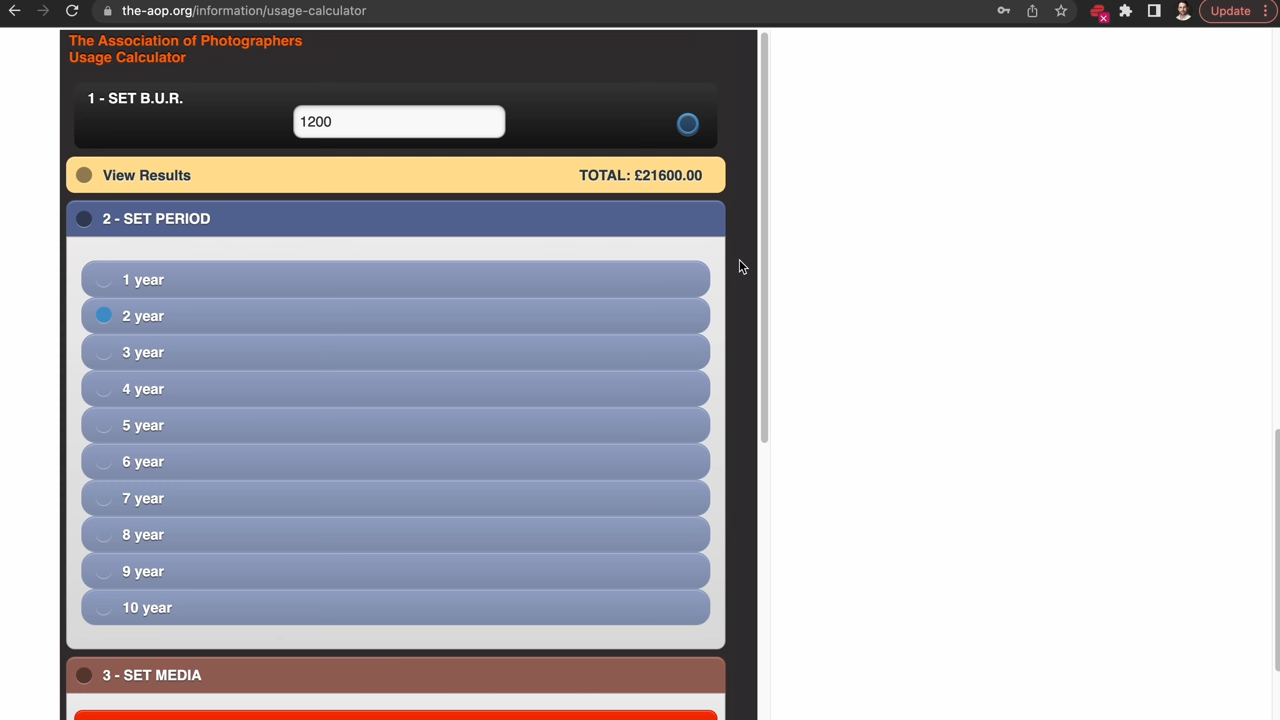 the-aop.org/information/usage-calculator
Update
The Association of Photographers
Usage Calculator
1 - SET B.U.R.
1200
View Results TOTAL: £21600.00
2 - SET PERIOD
1 year
2 year
3 year
4 year
5 year
6 year
7 year
8 year
9 year
10 year
3 - SET MEDIA